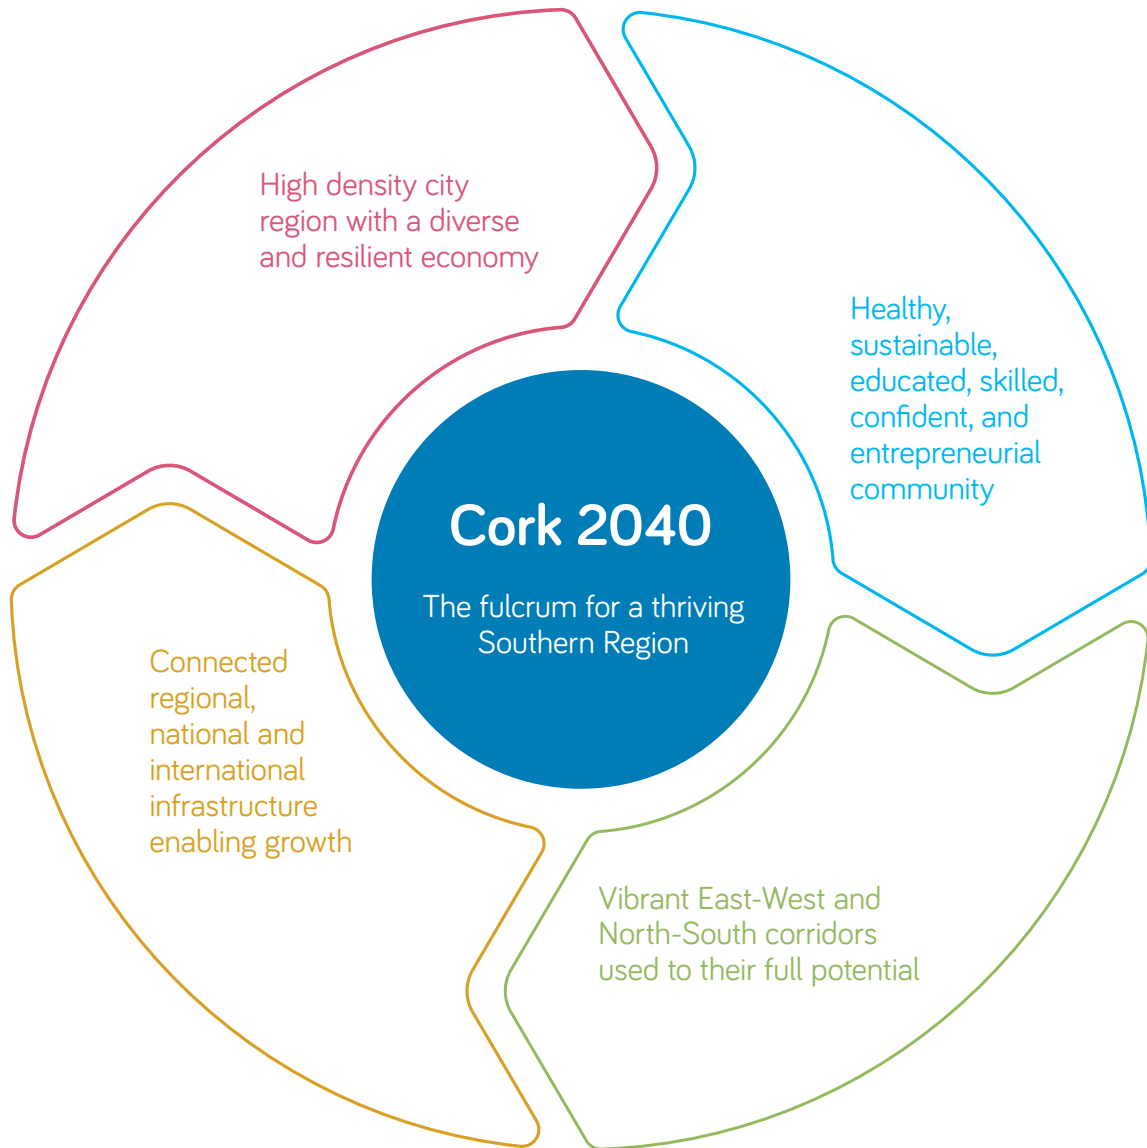 High density city
region with a diverse
and resilient economy
Healthy,
sustainable,
educated, skilled,
confident, and
entrepreneurial
community
Cork 2040
The fulcrum for a thriving
Southern Region
Connected
regional,
national and
international
infrastructure
enabling growth
Vibrant East-West and
North-South corridors
used to their full potential